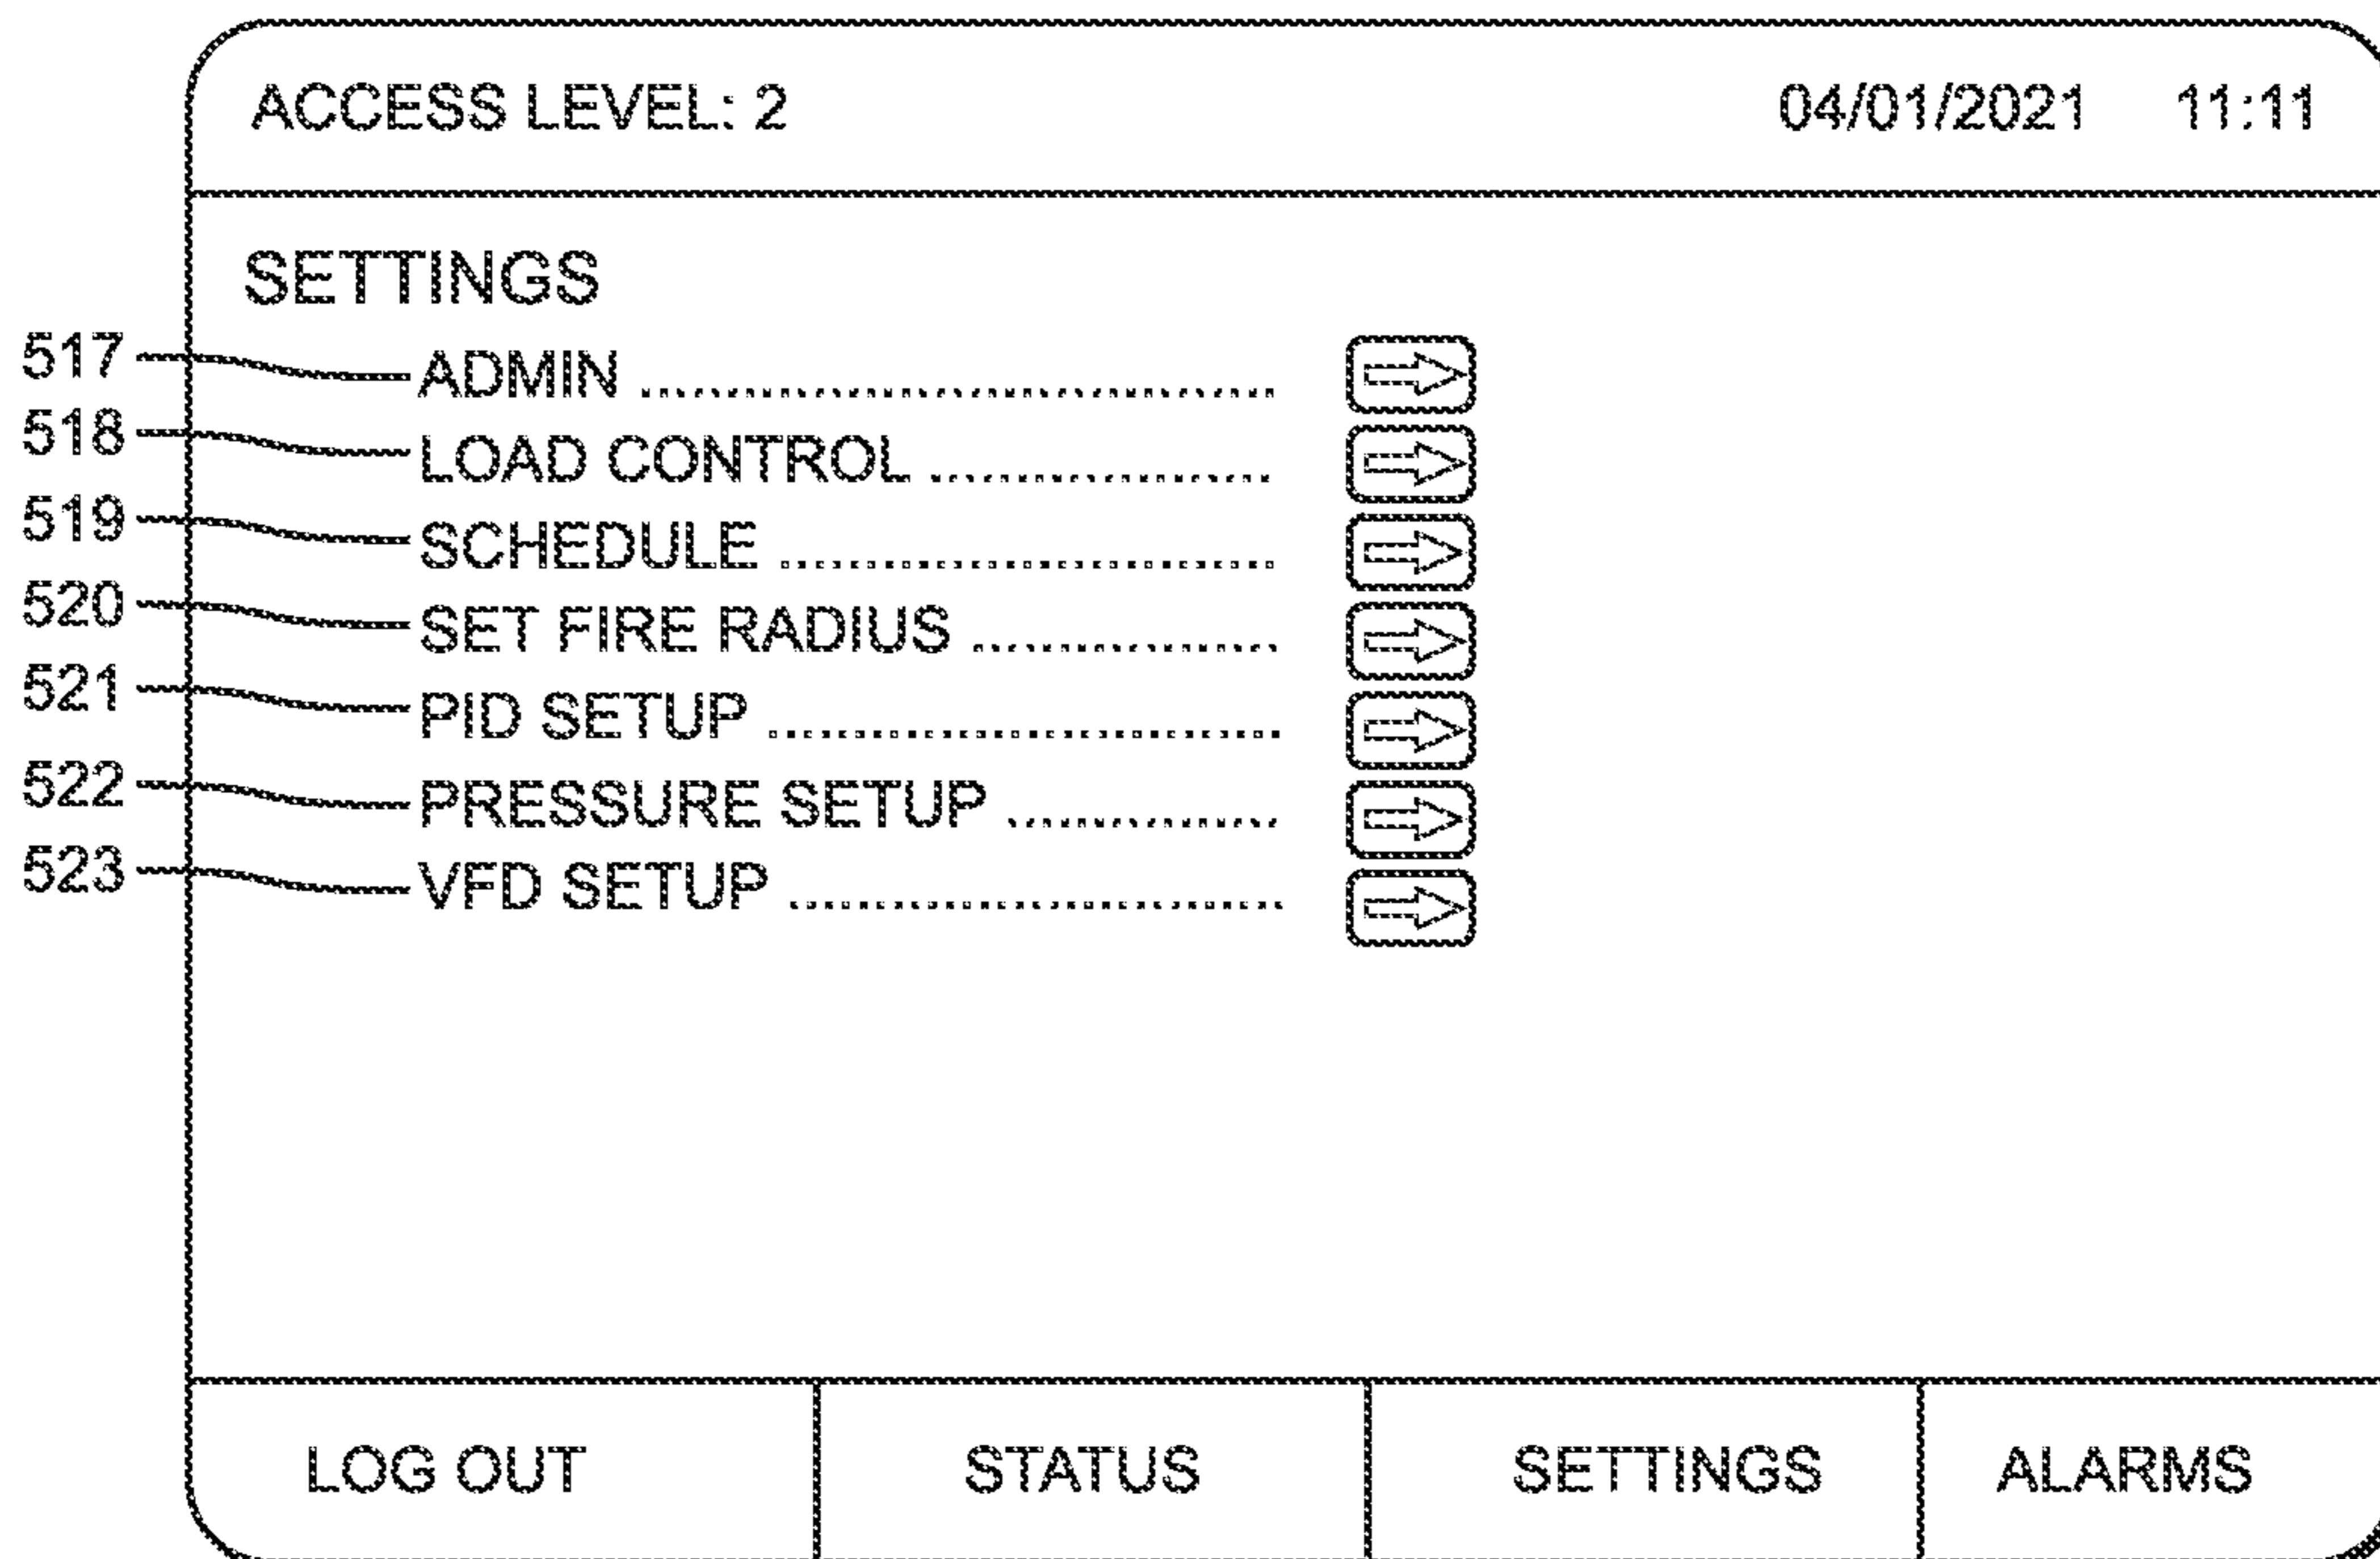 ACCESS LEVEL: 2 04/01/2021 11:11
SETTINGS
517 ADMIN ......................................
518 LOAD CONTROL .....................
519 SCHEDULE ..............................
520 SET FIRE RADIUS ..................
521 PID SETUP ...............................
522 PRESSURE SETUP ................
523 VFD SETUP .............................
LOG OUT STATUS SETTINGS ALARMS